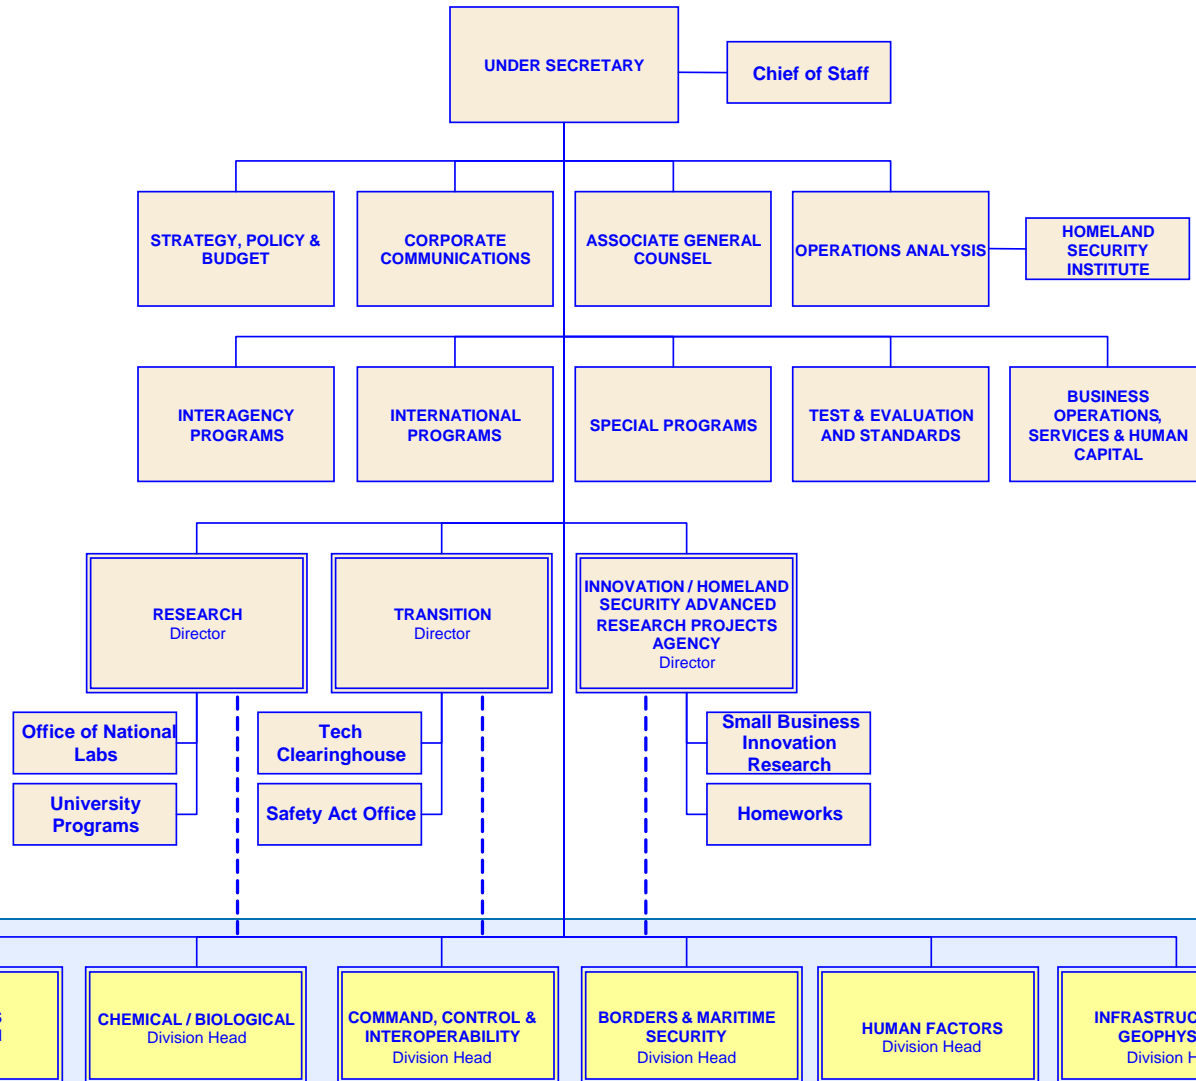 UNDER SECRETARY
Chief of Staff
STRATEGY, POLICY &
BUDGET
CORPORATE
COMMUNICATIONS
ASSOCIATE GENERAL
COUNSEL
OPERATIONS ANALYSIS
HOMELAND
SECURITY
INSTITUTE
INTERAGENCY
PROGRAMS
INTERNATIONAL
PROGRAMS
SPECIAL PROGRAMS
TEST & EVALUATION
AND STANDARDS
BUSINESS
OPERATIONS,
SERVICES & HUMAN
CAPITAL
RESEARCH
Director
TRANSITION
Director
INNOVATION / HOMELAND
SECURITY ADVANCED
RESEARCH PROJECTS
AGENCY
Director
Office of National
Labs
University
Programs
Tech
Clearinghouse
Safety Act Office
Small Business
Innovation
Research
Homeworks
CHEMICAL / BIOLOGICAL
Division Head
COMMAND, CONTROL &
INTEROPERABILITY
Division Head
BORDERS & MARITIME
SECURITY
Division Head
HUMAN FACTORS
Division Head
Division